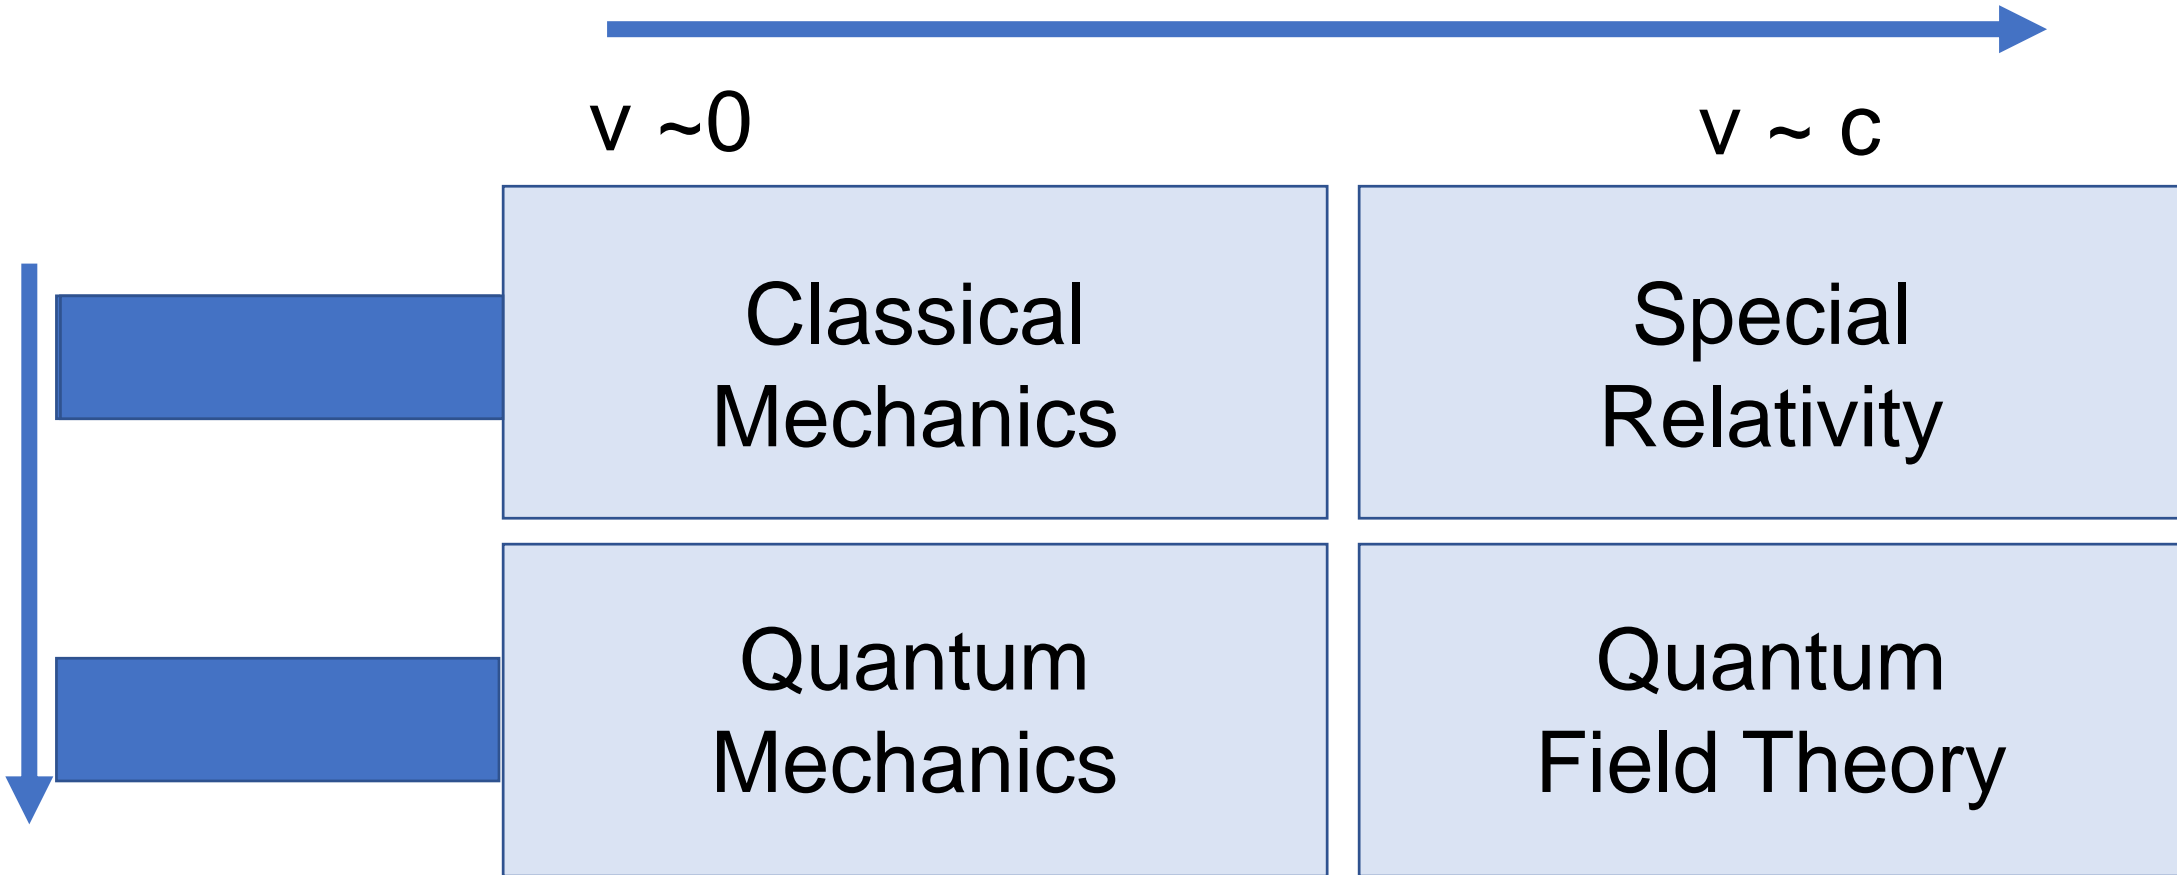 v ~0
v ~ c
Classical
Mechanics
Special
Relativity
Quantum
Mechanics
Quantum
Field Theory